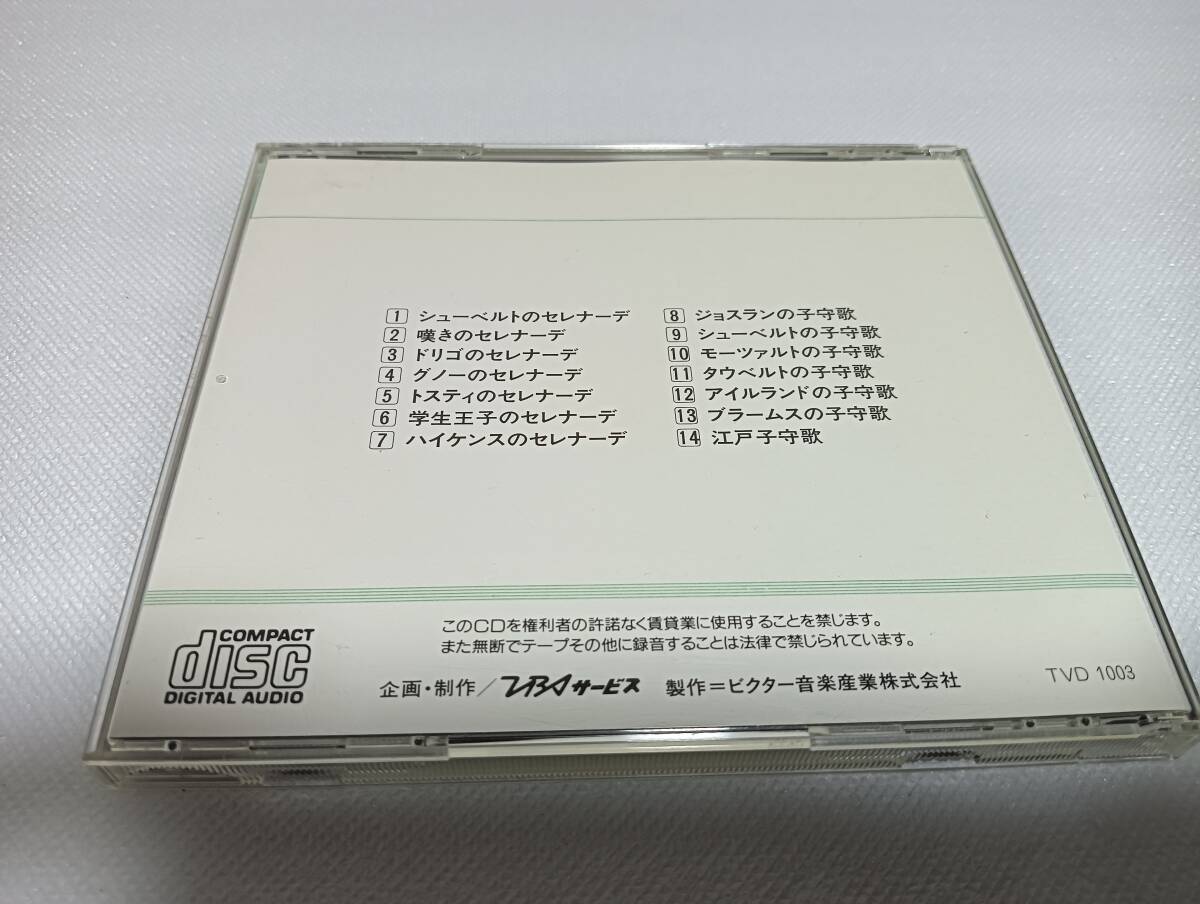 1 シューベルトのセレナーデ
2 嘆きのセレナーデ
3 ドリゴのセレナーデ
4 グノーのセレナーデ
5 トスティのセレナーデ
6 学生王子のセレナーデ
7 ハイケンスのセレナーデ
8 ジョスランの子守歌
9 シューベルトの子守歌
10 モーツァルトの子守歌
11 タウベルトの子守歌
12 アイルランドの子守歌
13 ブラームスの子守歌
14 江戸子守歌
COMPACT
disc
DIGITAL AUDIO
このCDを権利者の許諾なく賃貸業に使用することを禁じます。
また無断でテープその他に録音することは法律で禁じられています。
企画・制作/サービス 製作=ビクター音楽産業株式会社
TVD 1003